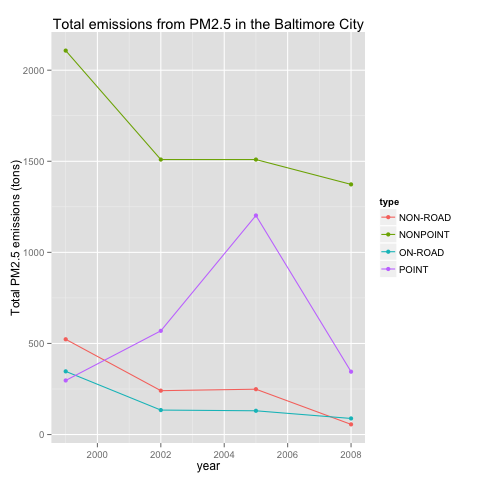 Total emissions from PM2.5 in the Baltimore City
Total PM2.5 emissions (tons)
2000
1500
1000
500
0
2000 2002 2004 2006 2008
year
type
NON-ROAD
NONPOINT
ON-ROAD
POINT